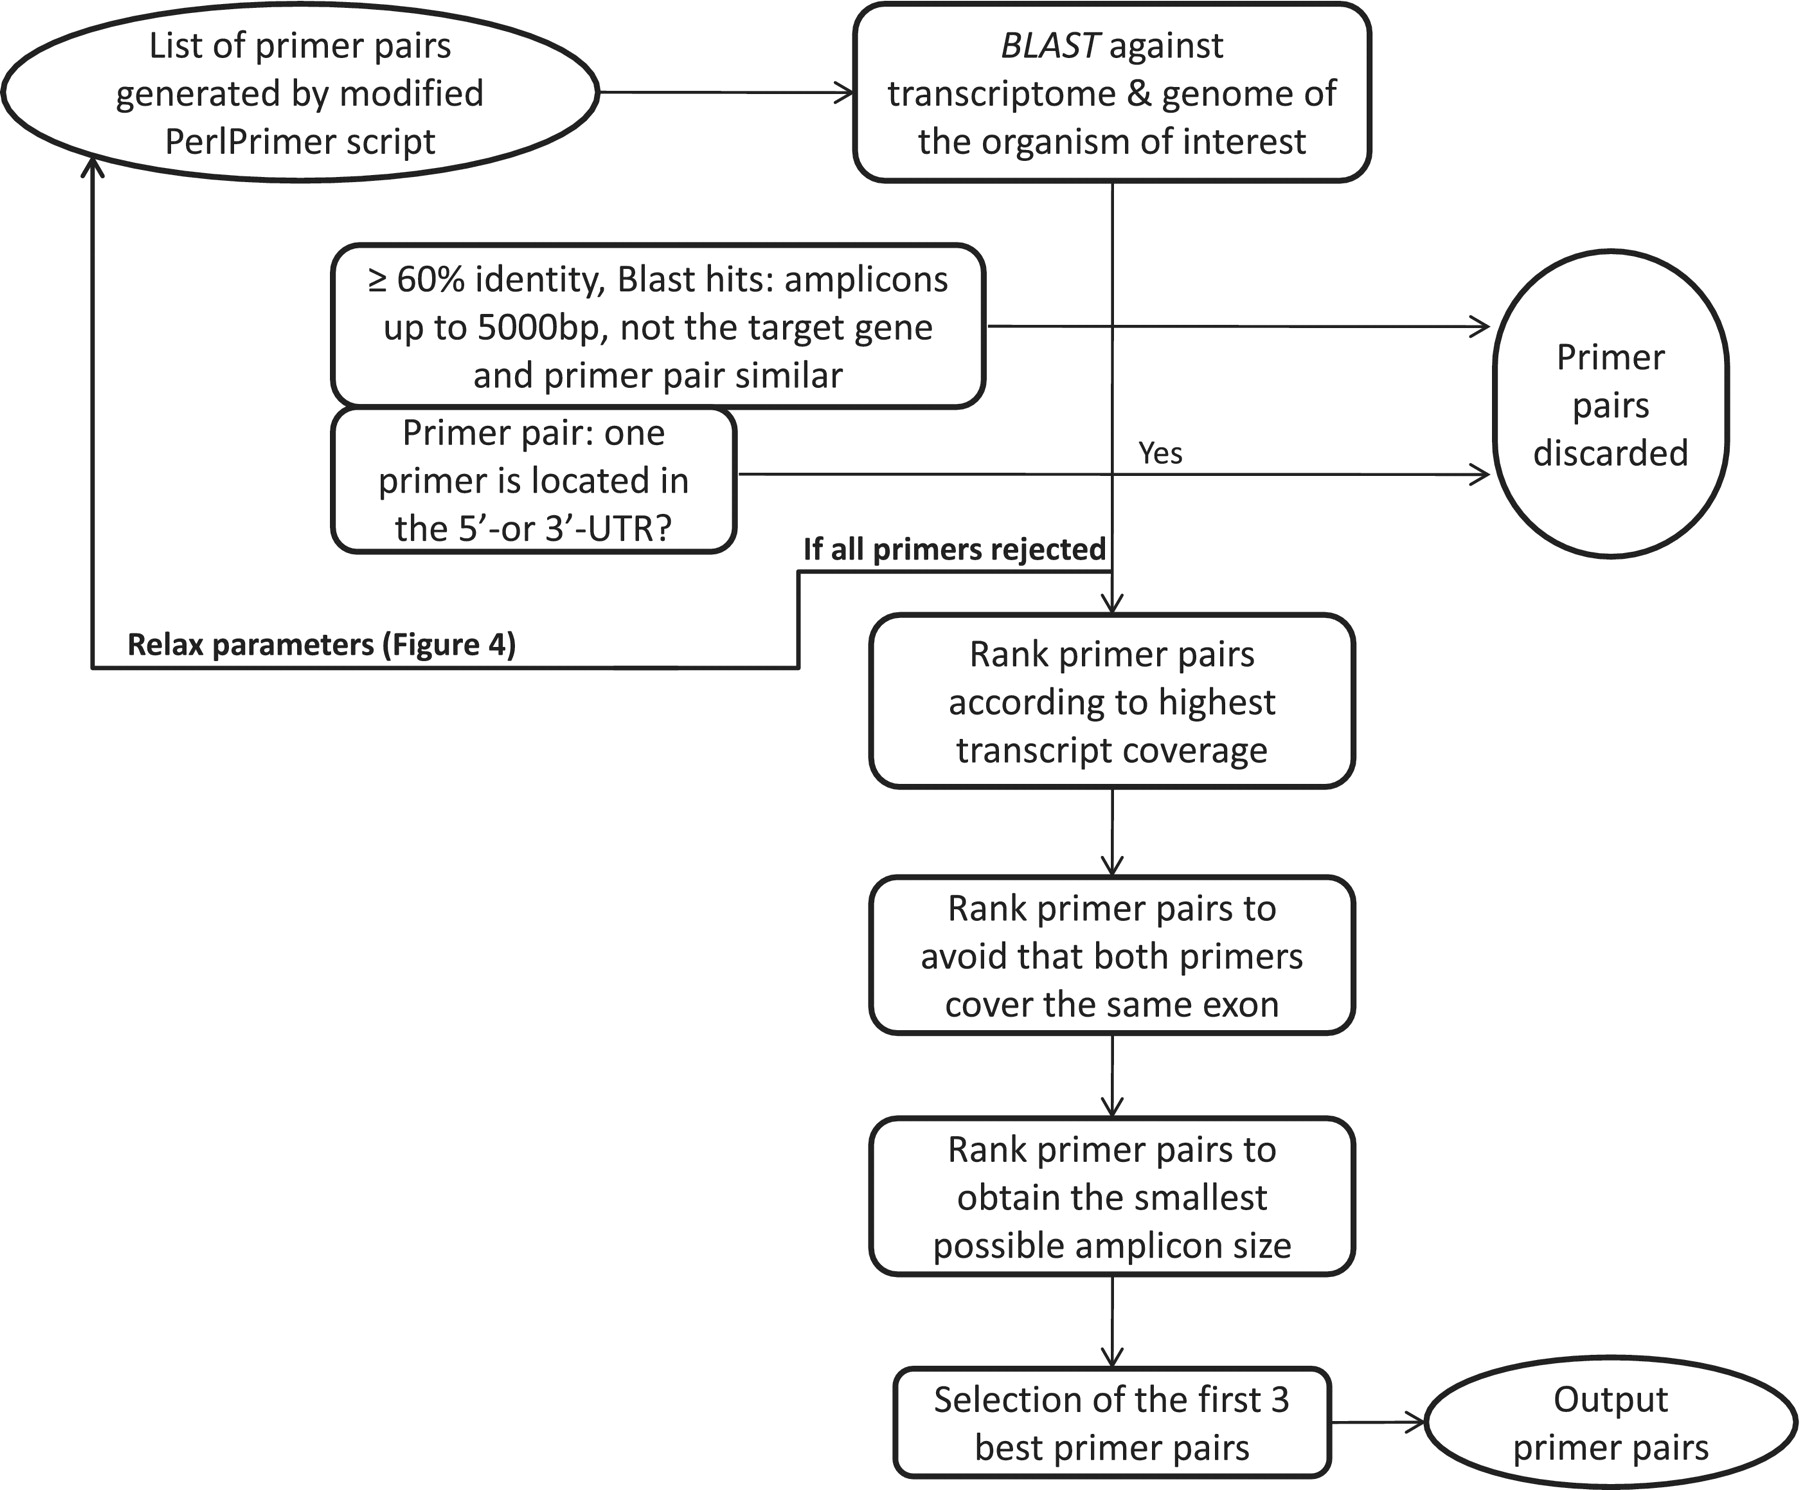 List of primer pairs
generated by modified
PerlPrimer script
BLAST against
transcriptome & genome of
the organism of interest
≥ 60% identity, Blast hits: amplicons
up to 5000bp, not the target gene
and primer pair similar
Primer
pairs
discarded
Primer pair: one
primer is located in
the 5’-or 3’-UTR?
Yes
If all primers rejected
Relax parameters (Figure 4)
Rank primer pairs
according to highest
transcript coverage
Rank primer pairs to
avoid that both primers
cover the same exon
Rank primer pairs to
obtain the smallest
possible amplicon size
Selection of the first 3
best primer pairs
Output
primer pairs